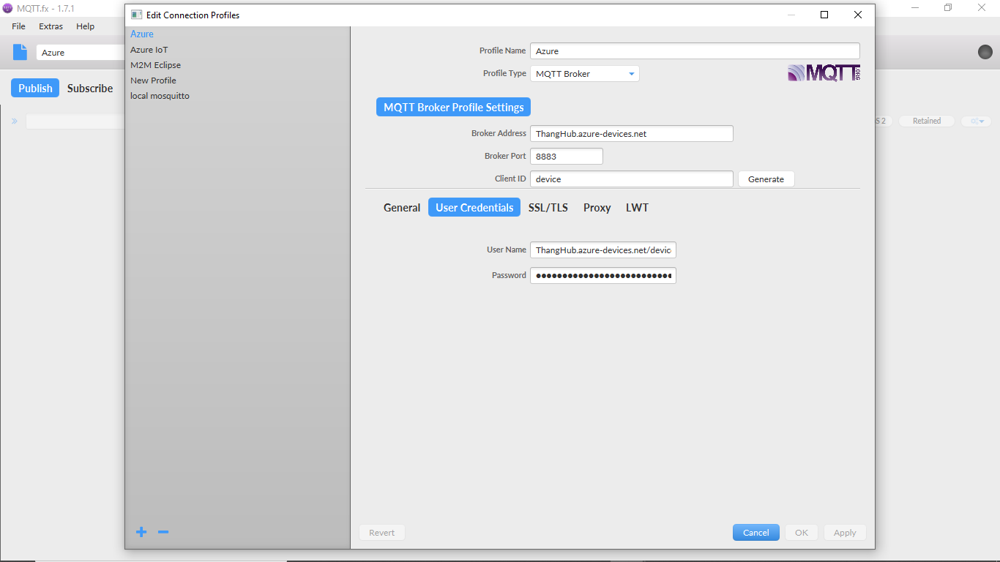 MQTT.fx - 1.7.1
File Extras Help
Azure
Publish Subscribe
Edit Connection Profiles
Azure
Azure IoT
M2M Eclipse
New Profile
local mosquitto
Profile Name Azure
Profile Type MQTT Broker
MQTT.ORG
MQTT Broker Profile Settings
Broker Address ThangHub.azure-devices.net
Broker Port 8883
Client ID device Generate
General User Credentials SSL/TLS Proxy LWT
User Name ThangHub.azure-devices.net/devic
Password ●●●●●●●●●●●●●●●●●●●●●●●●●●
S 2 Retained
Revert Cancel OK Apply